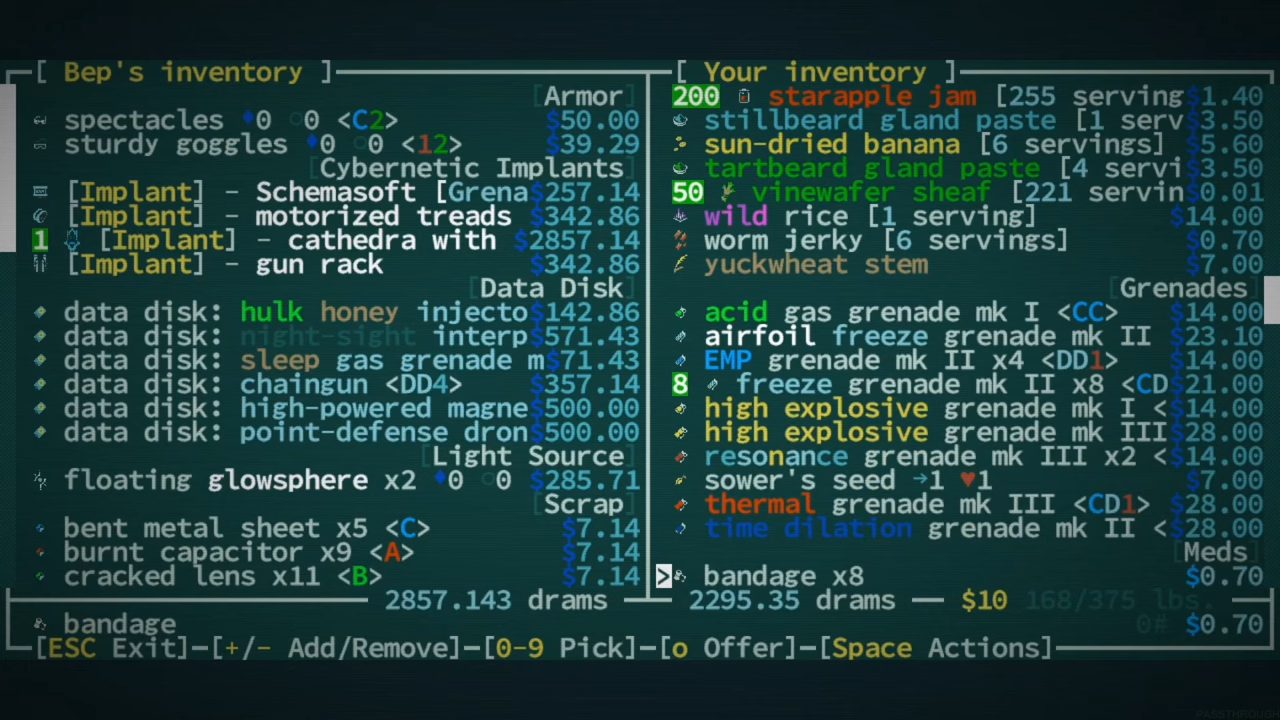 [ Bep's inventory ]
[Armor]
spectacles ♦0 ○0 <C2> $50.00
sturdy goggles ♦0 ○0 <12> $39.29
[Cybernetic Implants]
[Implant] - Schemasoft [Grena $257.14
[Implant] - motorized treads $342.86
1 [Implant] - cathedra with $2857.14
[Implant] - gun rack $342.86
[Data Disk]
data disk: hulk honey injecto $142.86
data disk: night-sight interp $571.43
data disk: sleep gas grenade m $71.43
data disk: chaingun <DD4> $357.14
data disk: high-powered magne $500.00
data disk: point-defense dron $500.00
[Light Source]
floating glowsphere x2 ♦0 ○0 $285.71
[Scrap]
bent metal sheet x5 <C> $7.14
burnt capacitor x9 <A> $7.14
cracked lens x11 <B> $7.14
2857.143 drams
[ Your inventory ]
200 starapple jam [255 serving $1.40
stillbeard gland paste [1 serv $3.50
sun-dried banana [6 servings] $5.60
tartbeard gland paste [4 servi $3.50
50 vinewafer sheaf [221 servin $0.01
wild rice [1 serving] $14.00
worm jerky [6 servings] $0.70
yuckwheat stem $7.00
[Grenades]
acid gas grenade mk I <CC> $14.00
airfoil freeze grenade mk II $23.10
EMP grenade mk II x4 <DD1> $14.00
8 freeze grenade mk II x8 <CD $21.00
high explosive grenade mk I < $14.00
high explosive grenade mk III $28.00
resonance grenade mk III x2 < $14.00
sower's seed →1 ♥1 $7.00
thermal grenade mk III <CD1> $28.00
time dilation grenade mk II < $28.00
[Meds]
> bandage x8 $0.70
2295.35 drams — $10 168/375 lbs.
bandage 0# $0.70
[ESC Exit]-[+/- Add/Remove]-[0-9 Pick]-[o Offer]-[Space Actions]